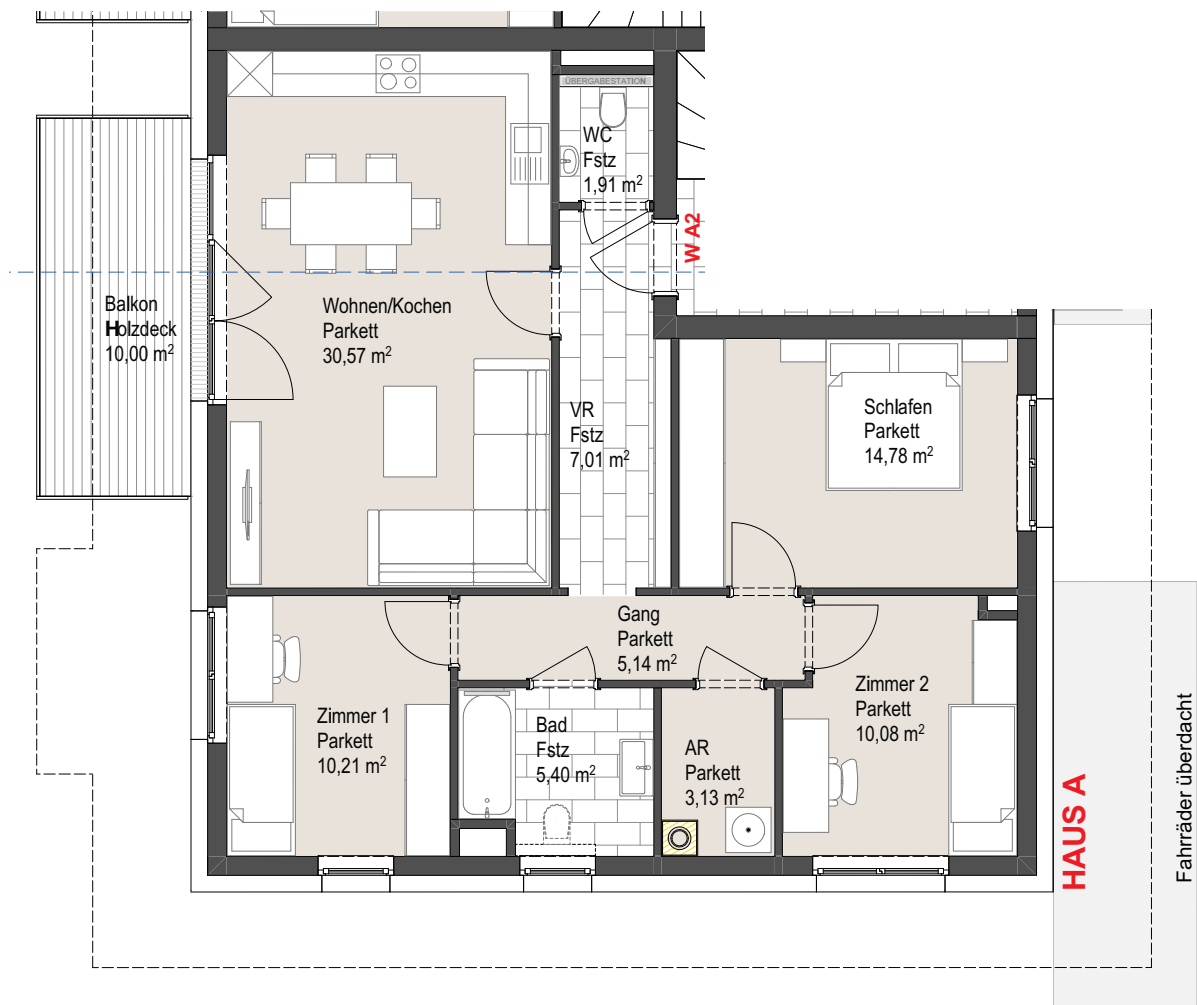 ÜBERGABESTATION
WC
Fstz
1,91 m²
W A2
Balkon
Holzdeck
10,00 m²
Wohnen/Kochen
Parkett
30,57 m²
VR
Fstz
7,01 m²
Schlafen
Parkett
14,78 m²
Gang
Parkett
5,14 m²
Zimmer 1
Parkett
10,21 m²
Bad
Fstz
5,40 m²
AR
Parkett
3,13 m²
Zimmer 2
Parkett
10,08 m²
HAUS A
Fahrräder überdacht